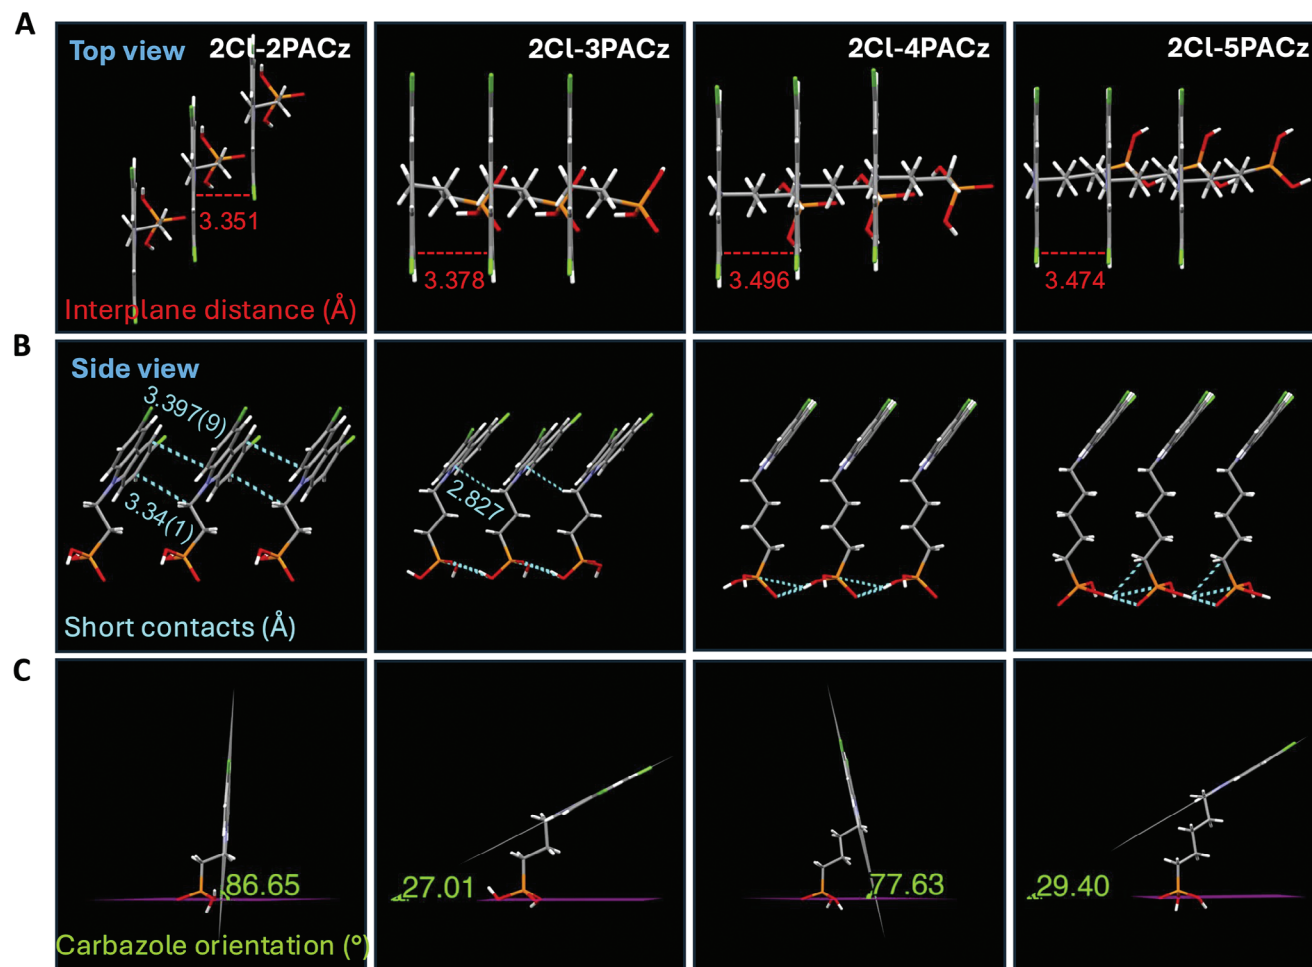 A
Top view
2Cl-2PACz
2Cl-3PACz
2Cl-4PACz
2Cl-5PACz
3.351
3.378
3.496
3.474
Interplane distance (Å)
B
Side view
3.397(9)
3.34(1)
2.827
Short contacts (Å)
C
86.65
27.01
77.63
29.40
Carbazole orientation (°)